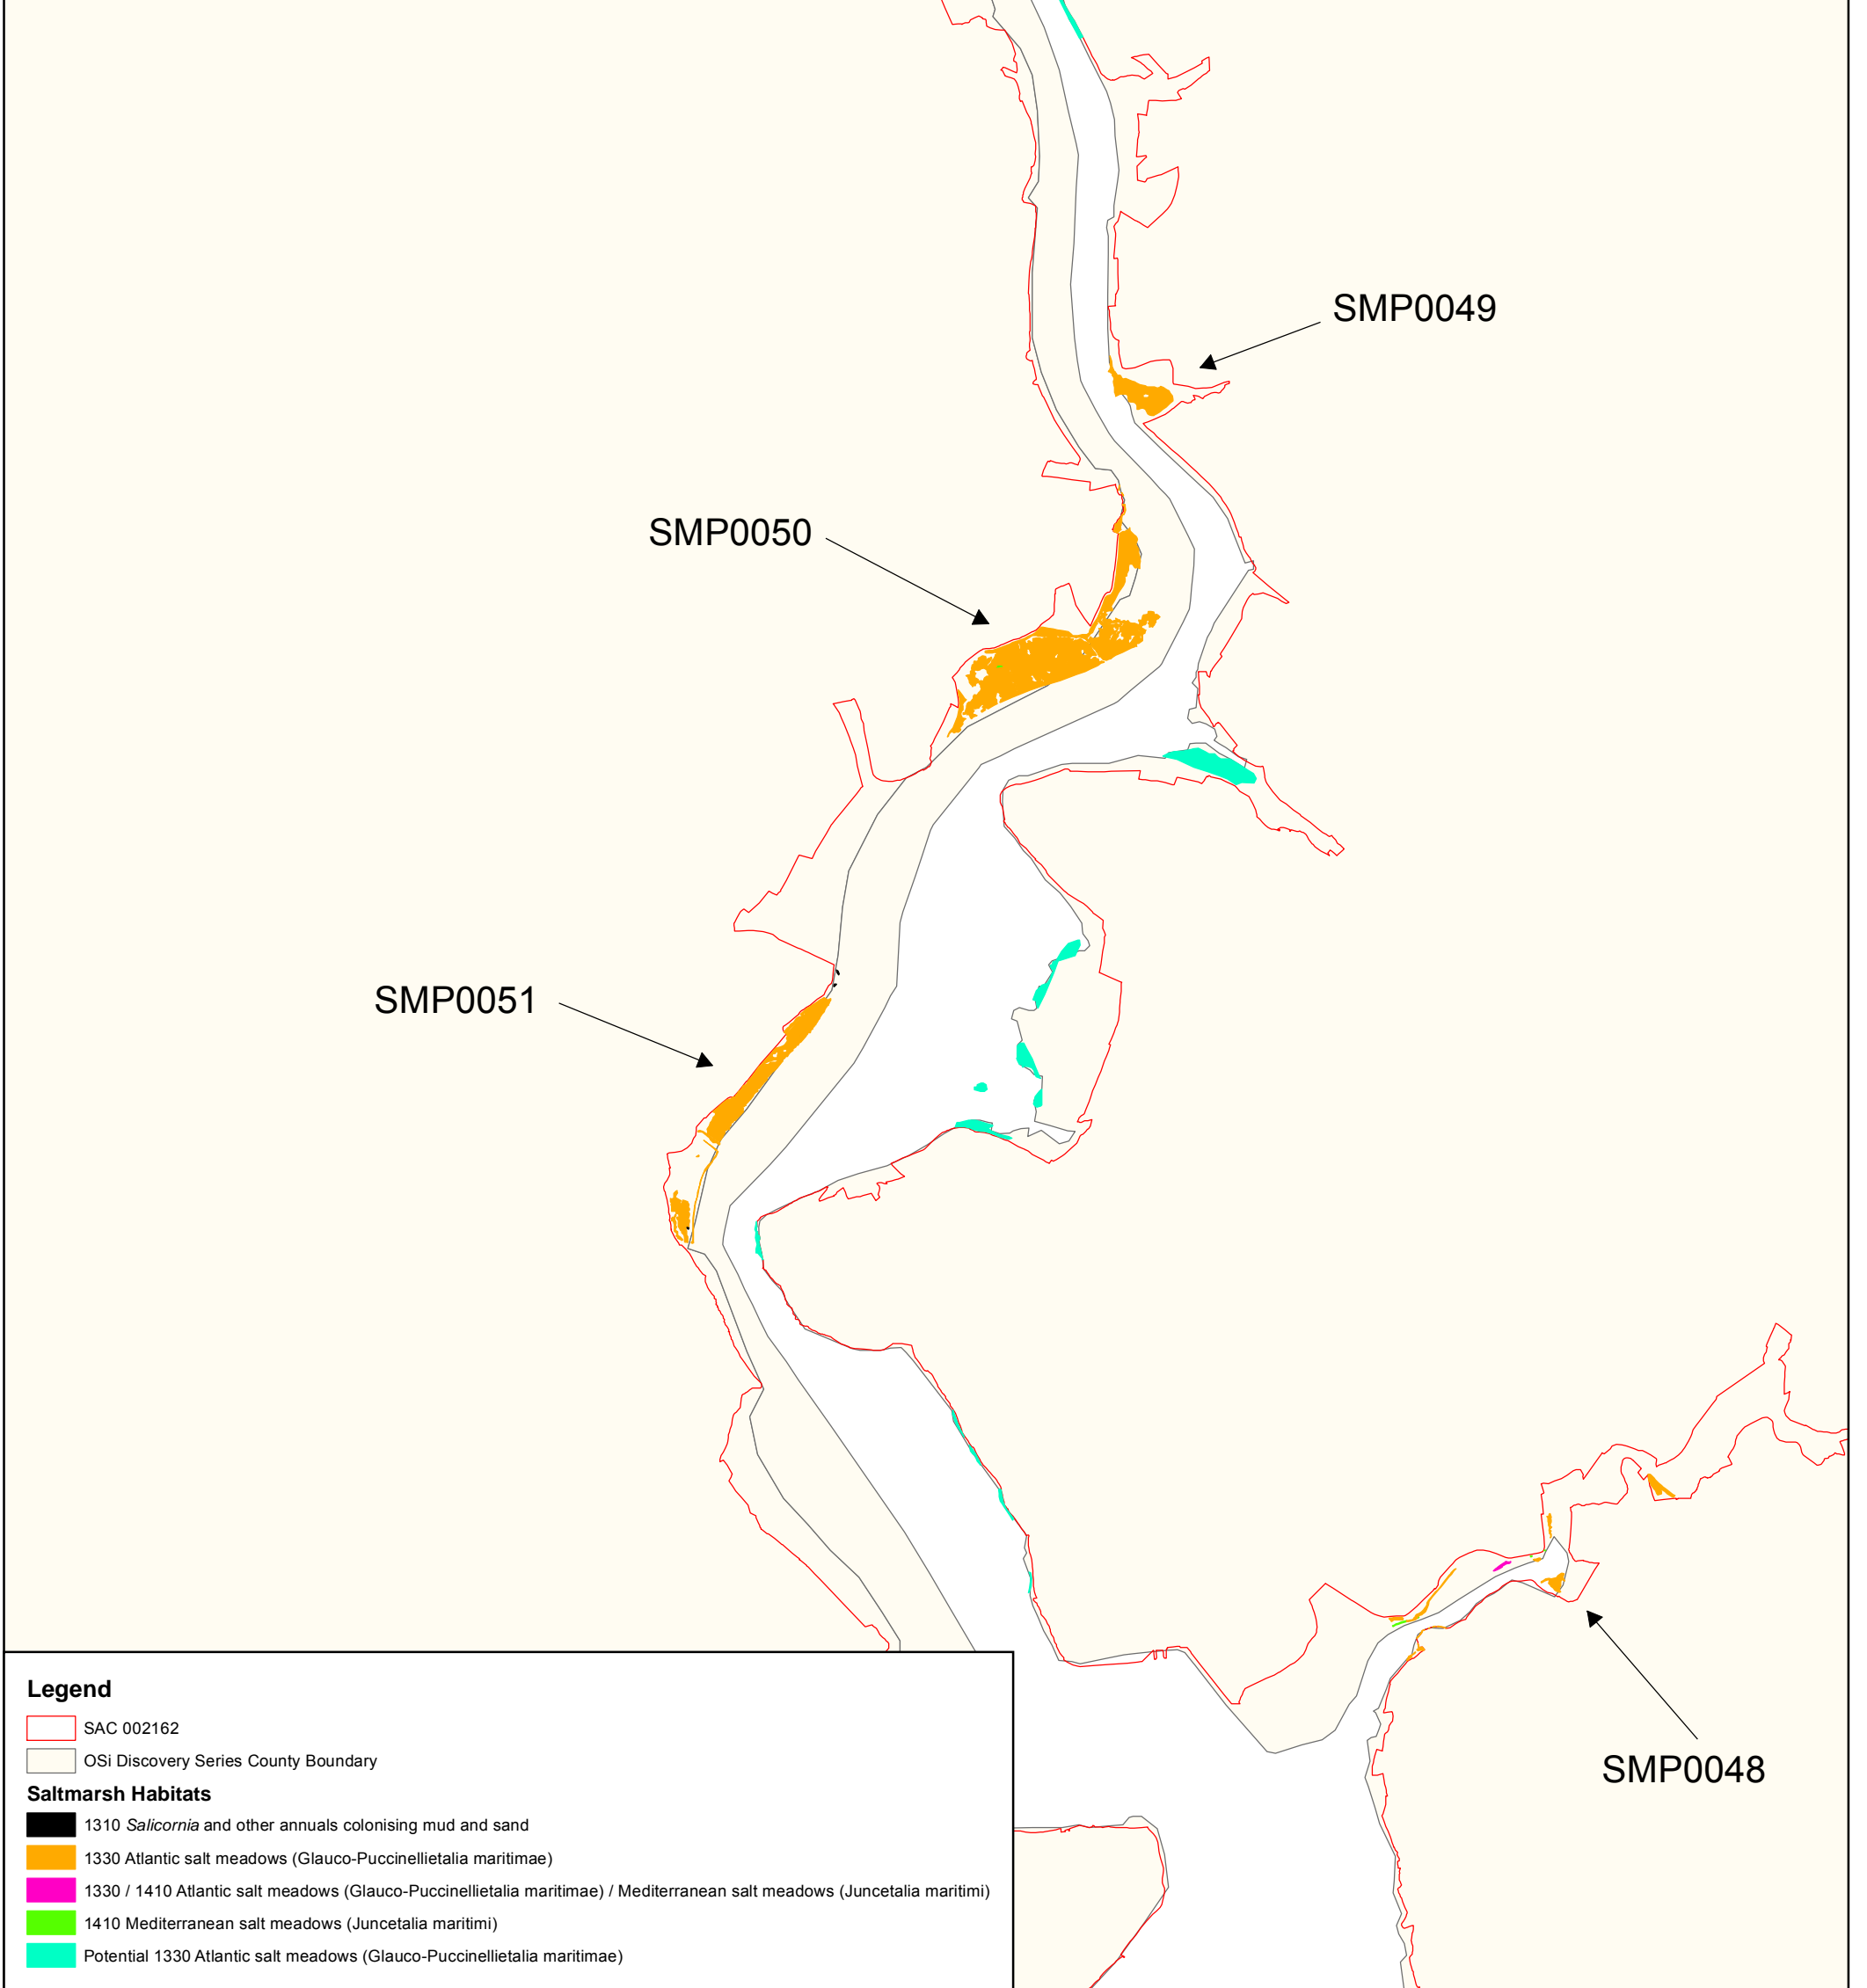 SMP0049
SMP0050
SMP0051
SMP0048
Legend
SAC 002162
OSi Discovery Series County Boundary
Saltmarsh Habitats
1310 Salicornia and other annuals colonising mud and sand
1330 Atlantic salt meadows (Glauco-Puccinellietalia maritimae)
1330 / 1410 Atlantic salt meadows (Glauco-Puccinellietalia maritimae) / Mediterranean salt meadows (Juncetalia maritimi)
1410 Mediterranean salt meadows (Juncetalia maritimi)
Potential 1330 Atlantic salt meadows (Glauco-Puccinellietalia maritimae)